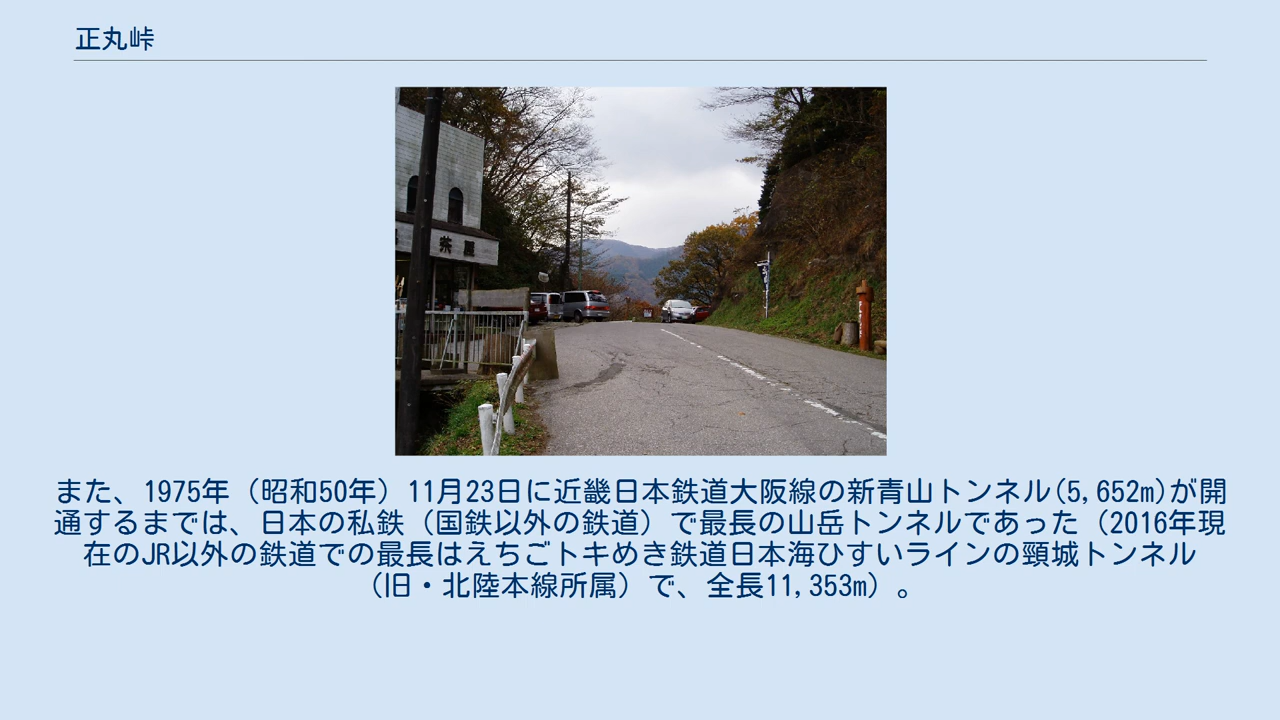 正丸峠
茶屋
また、1975年（昭和50年）11月23日に近畿日本鉄道大阪線の新青山トンネル(5,652m)が開
通するまでは、日本の私鉄（国鉄以外の鉄道）で最長の山岳トンネルであった（2016年現
在のJR以外の鉄道での最長はえちごトキめき鉄道日本海ひすいラインの頸城トンネル
（旧・北陸本線所属）で、全長11,353m）。